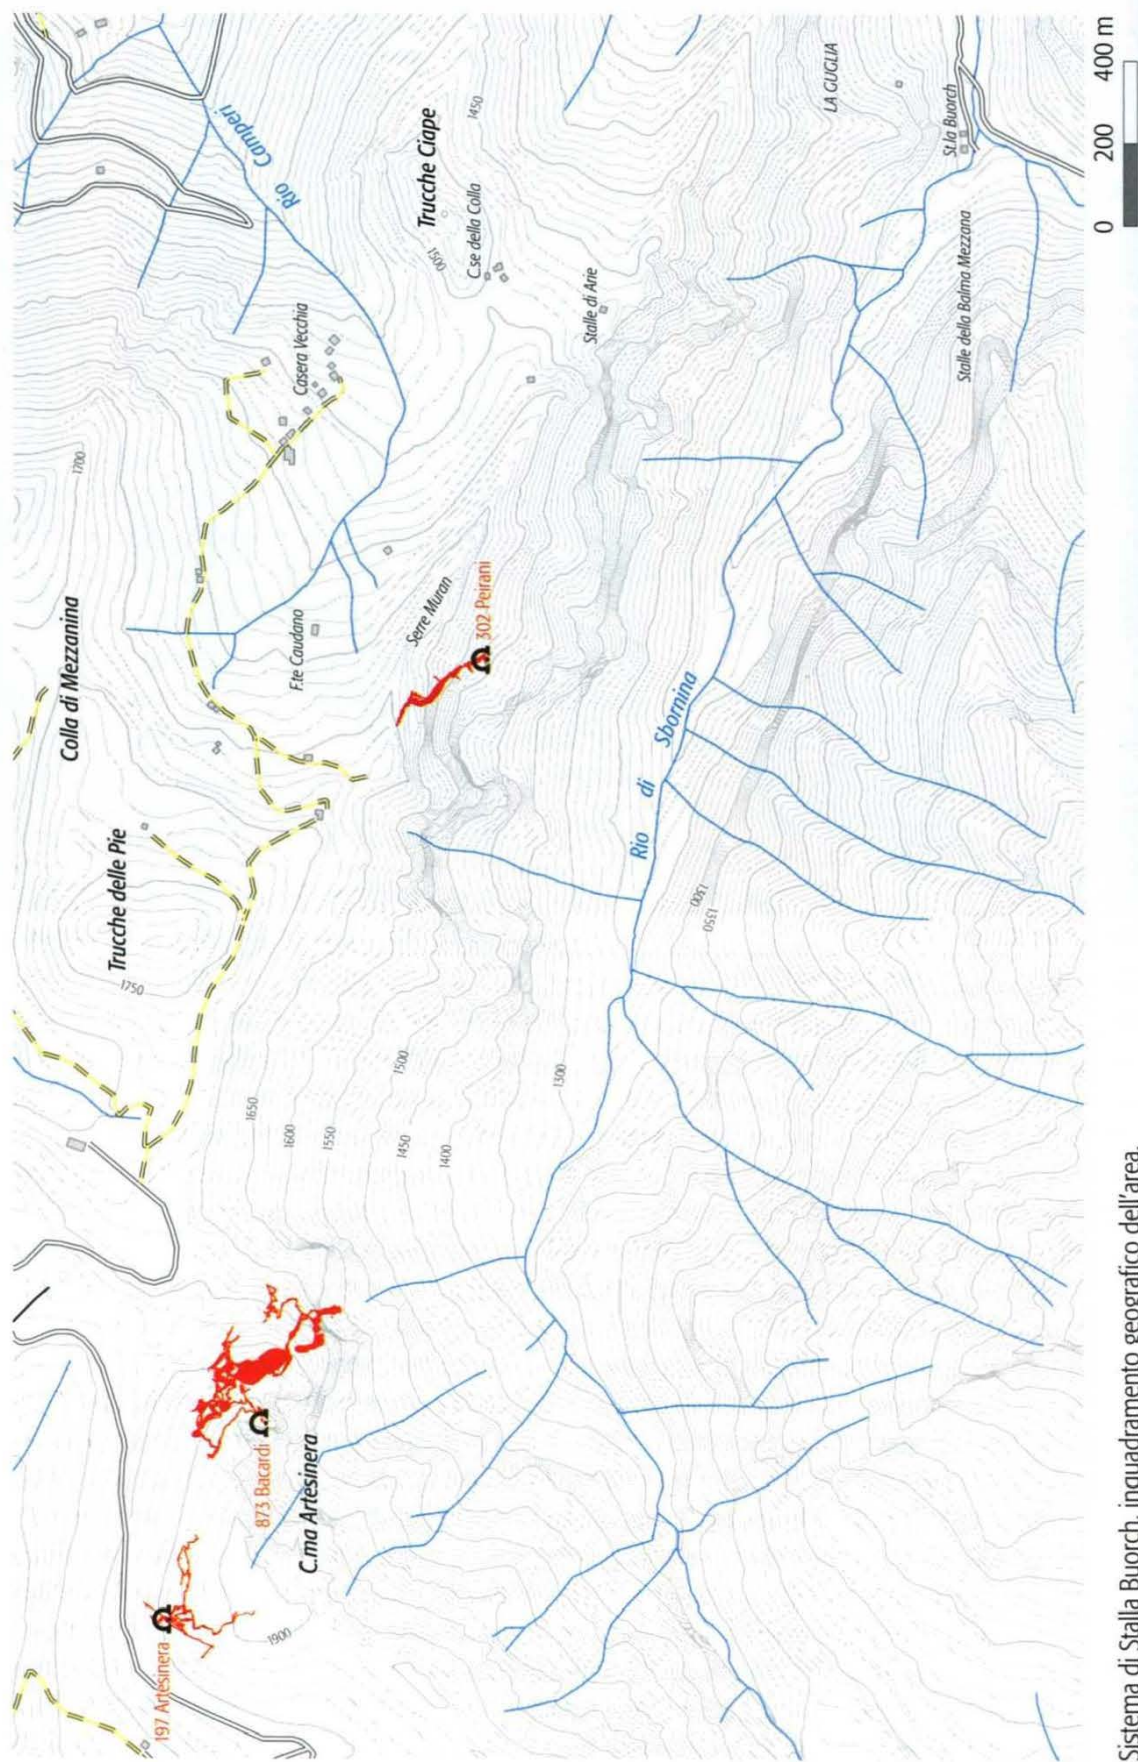 Colla di Mezzanina
1700
Trucche delle Pie
1750
197 Artesinera
873 Bacardi
C.ma Artesinera
1900
Casera Vecchia
F.te Caudano
Rio Camperi
1650
1600
1550
1500
1450
1400
1300
Serre Muran
302 Peirani
Trucche Ciape
1500
1450
C.se della Colla
Stalle di Arie
Rio di Sbornina
1300
1350
LA GUGLIA
St.la Buorch
Stalle della Balma Mezzana
0 200 400 m
Sistema di Stalla Buorch, inquadramento geografico dell'area.